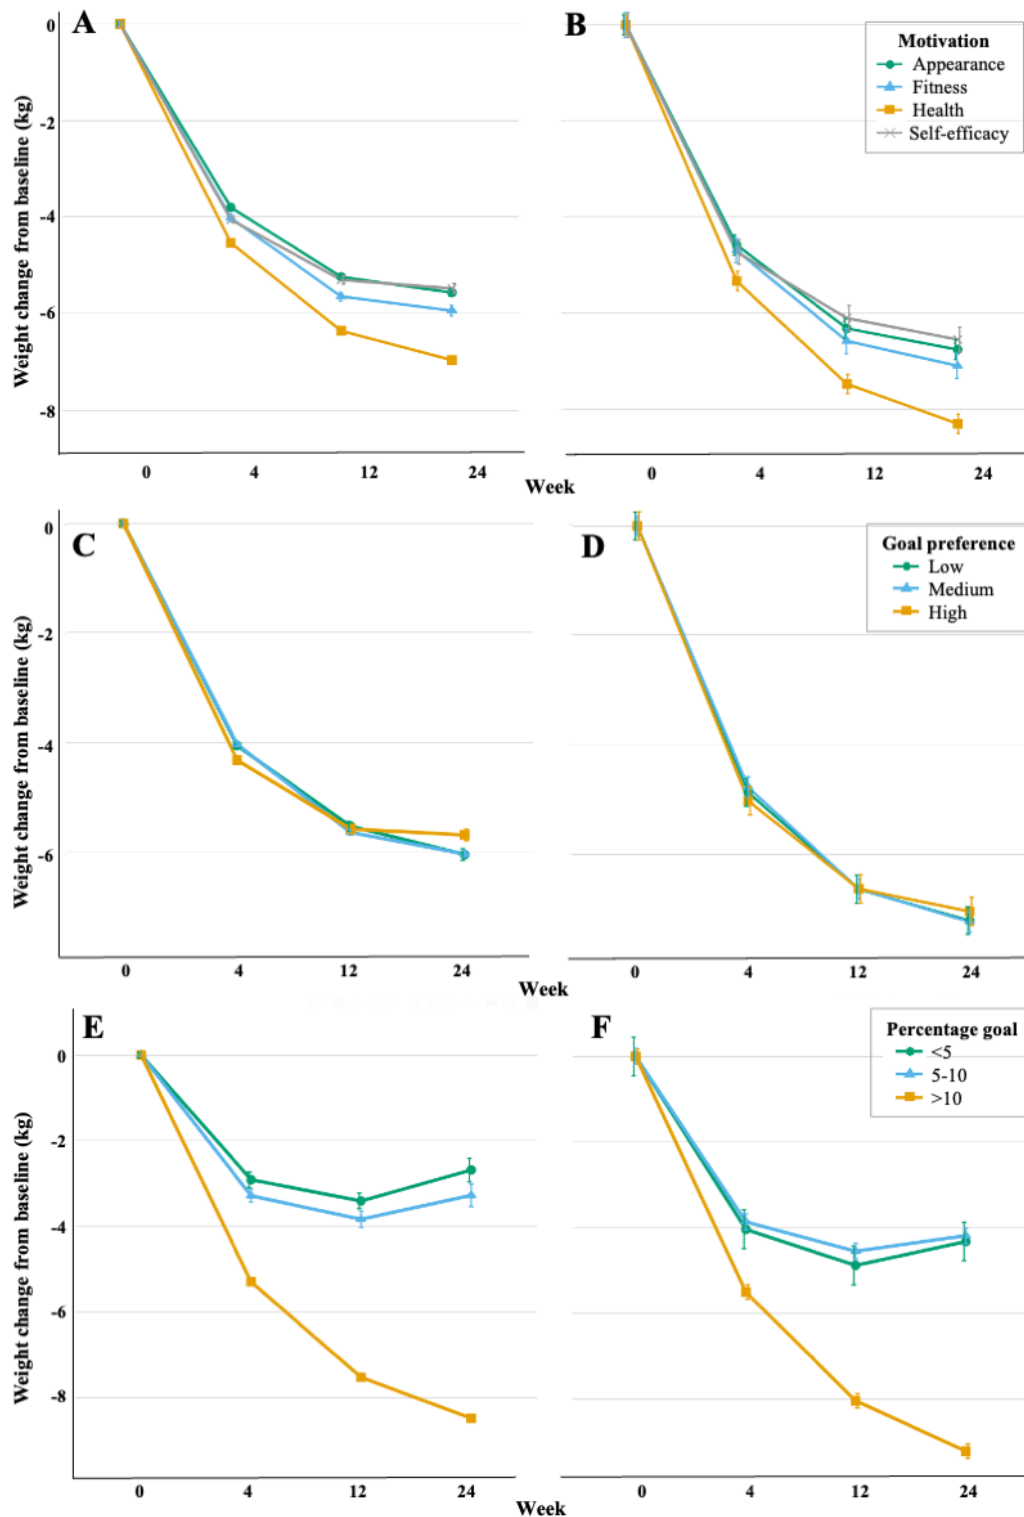 A
B
0
-2
-4
-6
-8
Weight change from baseline (kg)
Motivation
Appearance
Fitness
Health
Self-efficacy
0 4 12 24
0 4 12 24
Week
C
D
0
-2
-4
-6
Weight change from baseline (kg)
Goal preference
Low
Medium
High
0 4 12 24
0 4 12 24
Week
E
F
0
-2
-4
-6
-8
Weight change from baseline (kg)
Percentage goal
<5
5-10
>10
0 4 12 24
0 4 12 24
Week